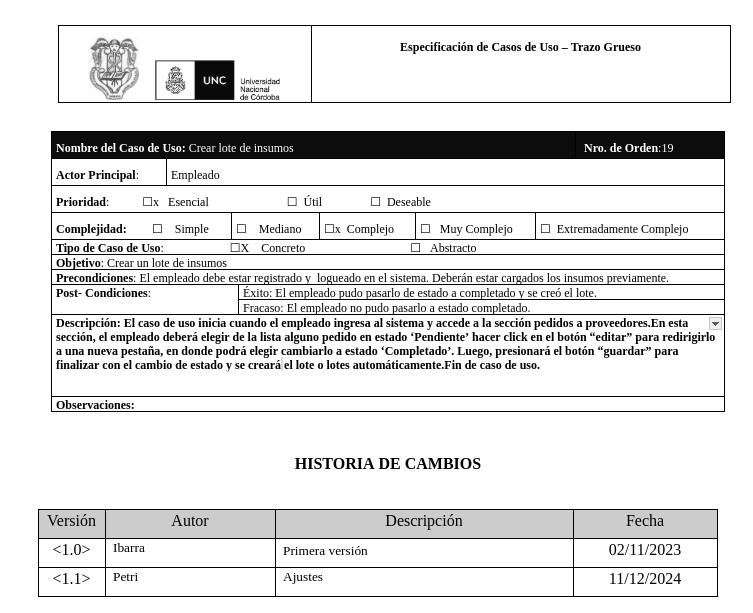 Especificación de Casos de Uso – Trazo Grueso
UNC
Universidad
Nacional
de Córdoba
Nombre del Caso de Uso: Crear lote de insumos Nro. de Orden:19
Actor Principal: Empleado
Prioridad: ☐x Esencial ☐ Útil ☐ Deseable
Complejidad: ☐ Simple ☐ Mediano ☐x Complejo ☐ Muy Complejo ☐ Extremadamente Complejo
Tipo de Caso de Uso: ☐X Concreto ☐ Abstracto
Objetivo: Crear un lote de insumos
Precondiciones: El empleado debe estar registrado y logueado en el sistema. Deberán estar cargados los insumos previamente.
Post- Condiciones: Éxito: El empleado pudo pasarlo de estado a completado y se creó el lote.
Fracaso: El empleado no pudo pasarlo a estado completado.
Descripción: El caso de uso inicia cuando el empleado ingresa al sistema y accede a la sección pedidos a proveedores.En esta
sección, el empleado deberá elegir de la lista alguno pedido en estado ‘Pendiente’ hacer click en el botón “editar” para redirigirlo
a una nueva pestaña, en donde podrá elegir cambiarlo a estado ‘Completado’. Luego, presionará el botón “guardar” para
finalizar con el cambio de estado y se creará el lote o lotes automáticamente.Fin de caso de uso.
Observaciones:
HISTORIA DE CAMBIOS
Versión Autor Descripción Fecha
<1.0> Ibarra Primera versión 02/11/2023
<1.1> Petri Ajustes 11/12/2024